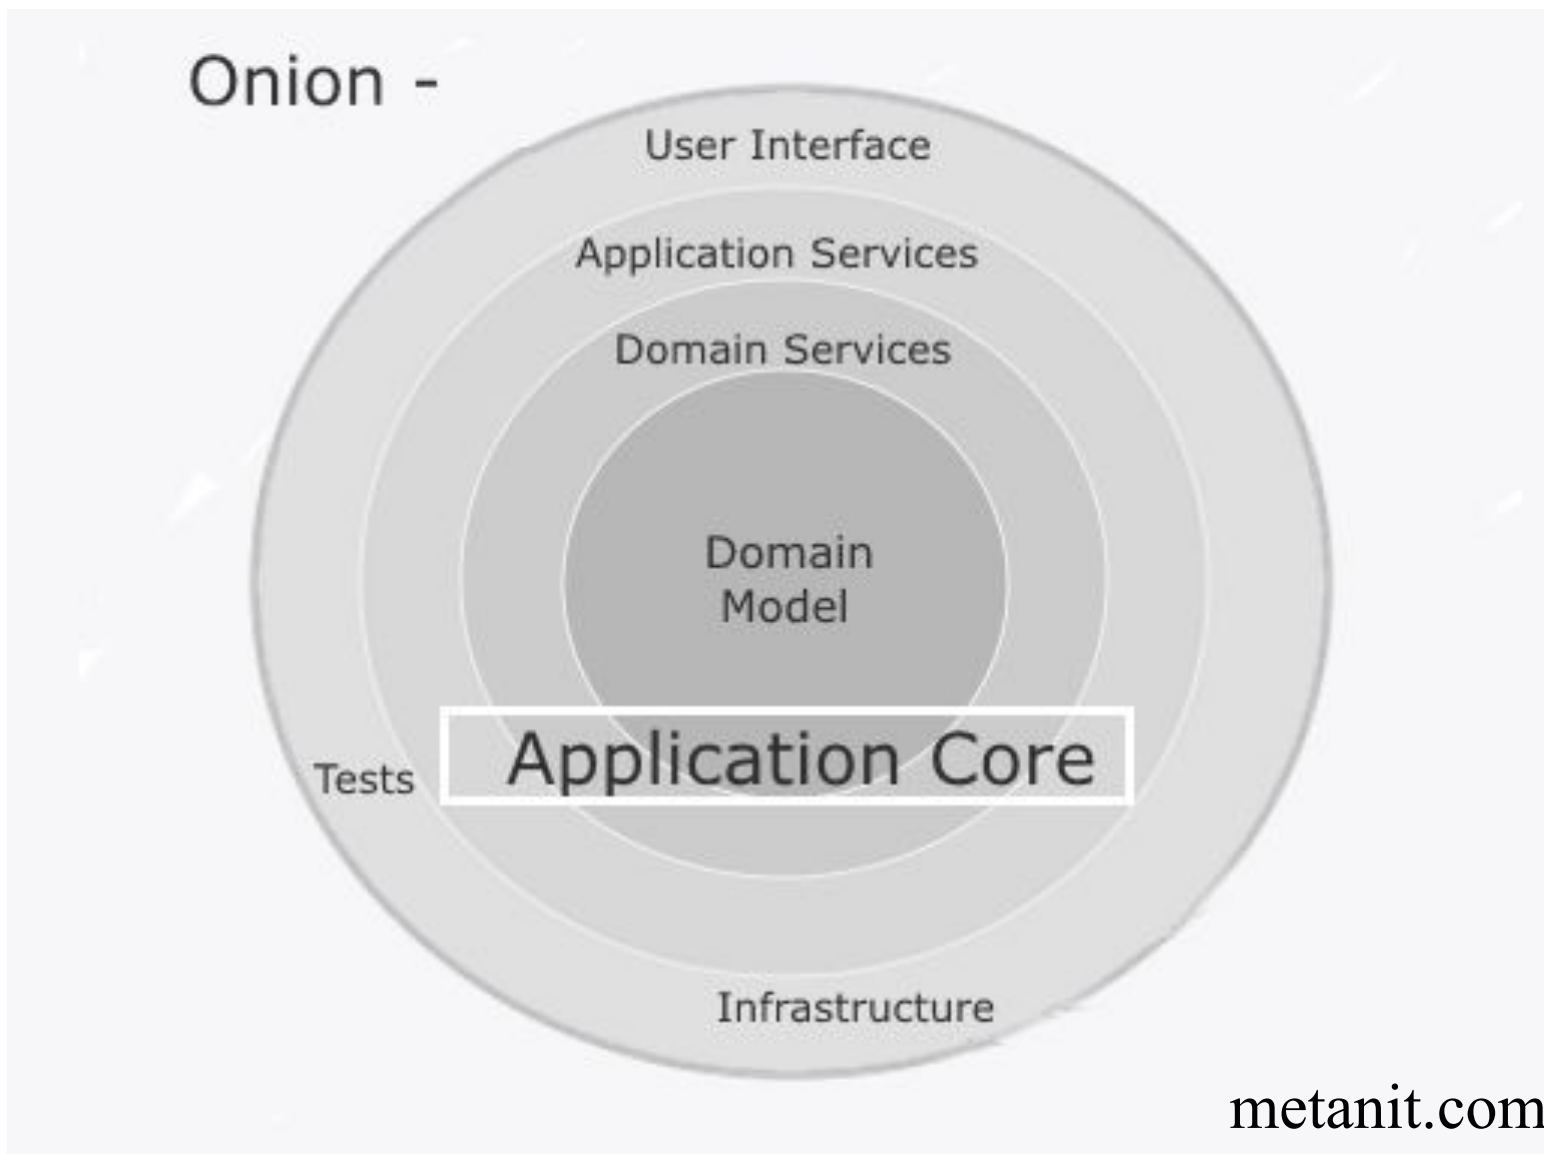 Onion -
User Interface
Application Services
Domain Services
Domain
Model
Application Core
Tests
Infrastructure
metanit.com